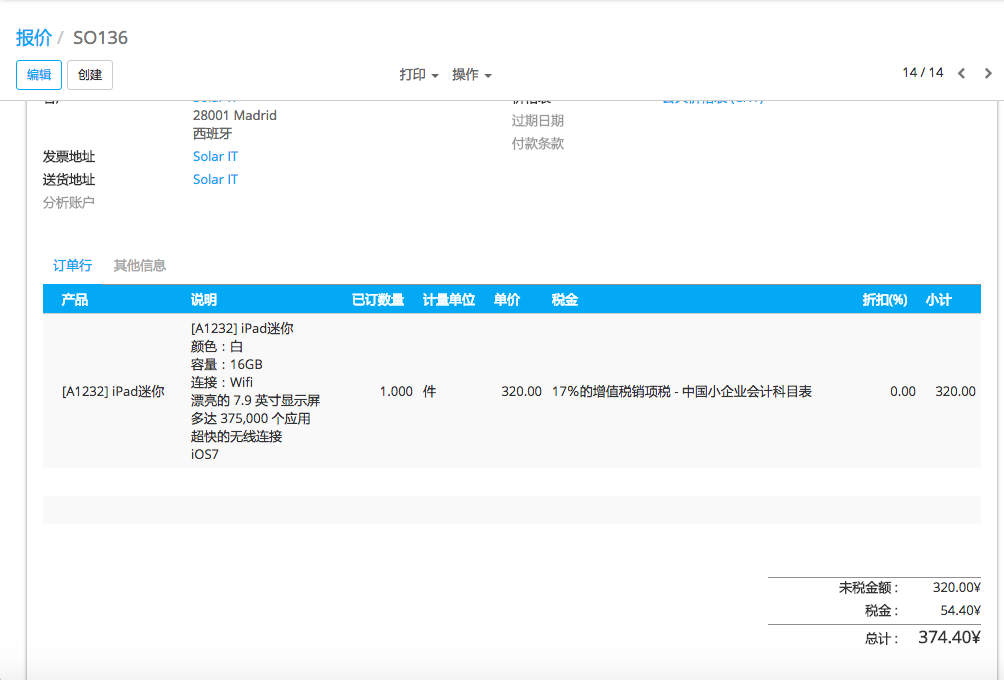 报价 / SO136
编辑 创建 打印 操作 14 / 14
28001 Madrid 过期日期
西班牙 付款条款
发票地址 Solar IT
送货地址 Solar IT
分析账户
订单行 其他信息
产品 说明 已订数量 计量单位 单价 税金 折扣(%) 小计
[A1232] iPad迷你
颜色：白
容量：16GB
连接：Wifi
[A1232] iPad迷你 漂亮的 7.9 英寸显示屏 1.000 件 320.00 17%的增值税销项税 - 中国小企业会计科目表 0.00 320.00
多达 375,000 个应用
超快的无线连接
iOS7
未税金额： 320.00¥
税金： 54.40¥
总计： 374.40¥